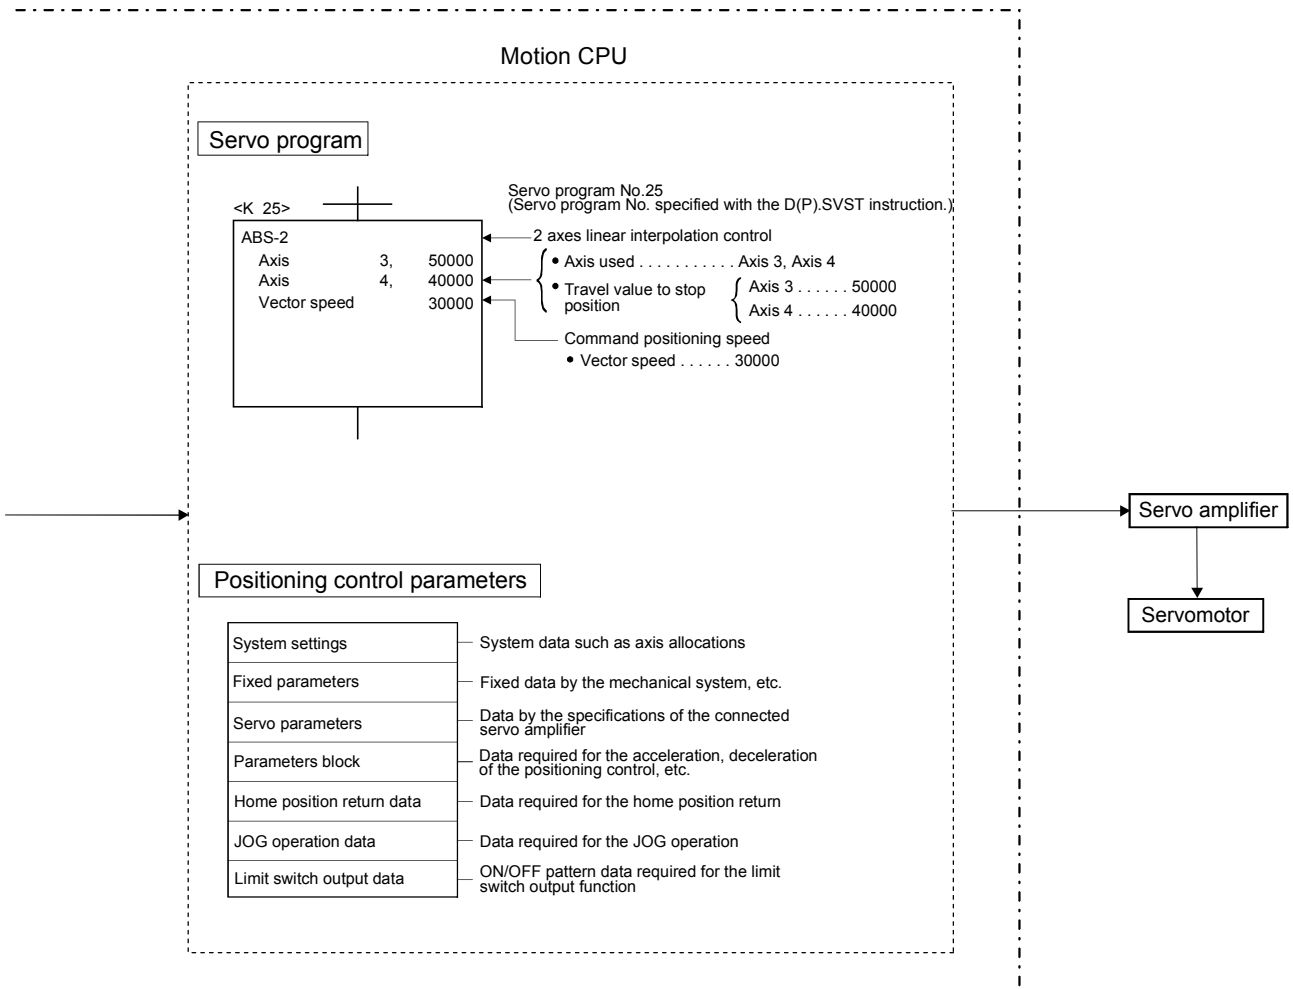 Motion CPU
Servo program
<K 25>
Servo program No.25
(Servo program No. specified with the D(P).SVST instruction.)
ABS-2
Axis 3, 50000
Axis 4, 40000
Vector speed 30000
2 axes linear interpolation control
• Axis used . . . . . . . . . . . Axis 3, Axis 4
• Travel value to stop
position
Axis 3 . . . . . . 50000
Axis 4 . . . . . . 40000
Command positioning speed
• Vector speed . . . . . . 30000
Servo amplifier
Servomotor
Positioning control parameters
System settings
System data such as axis allocations
Fixed parameters
Fixed data by the mechanical system, etc.
Servo parameters
Data by the specifications of the connected
servo amplifier
Parameters block
Data required for the acceleration, deceleration
of the positioning control, etc.
Home position return data
Data required for the home position return
JOG operation data
Data required for the JOG operation
Limit switch output data
ON/OFF pattern data required for the limit
switch output function